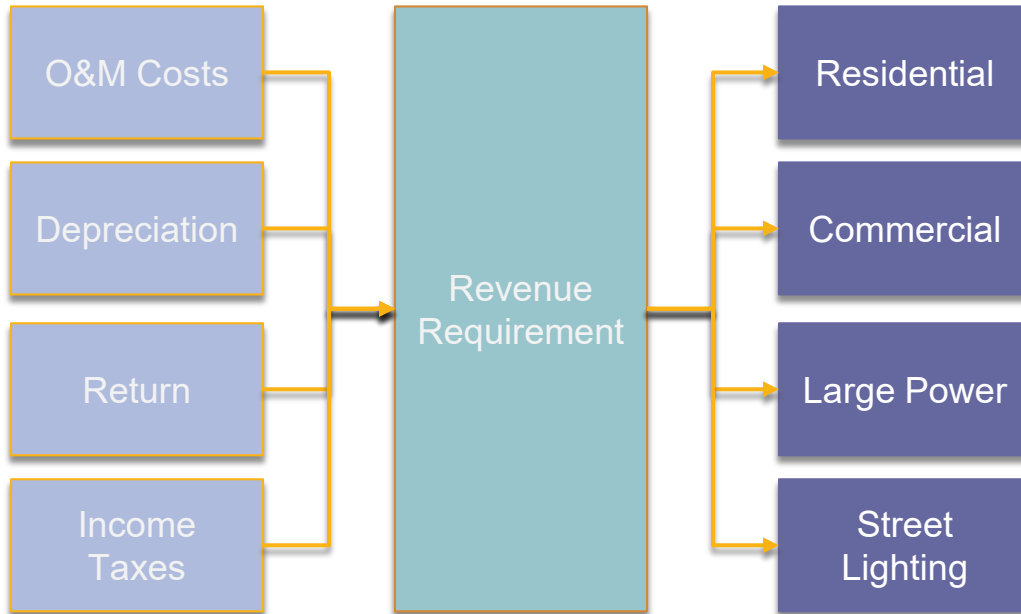 O&M Costs
Depreciation
Return
Income
Taxes
Revenue
Requirement
Residential
Commercial
Large Power
Street
Lighting